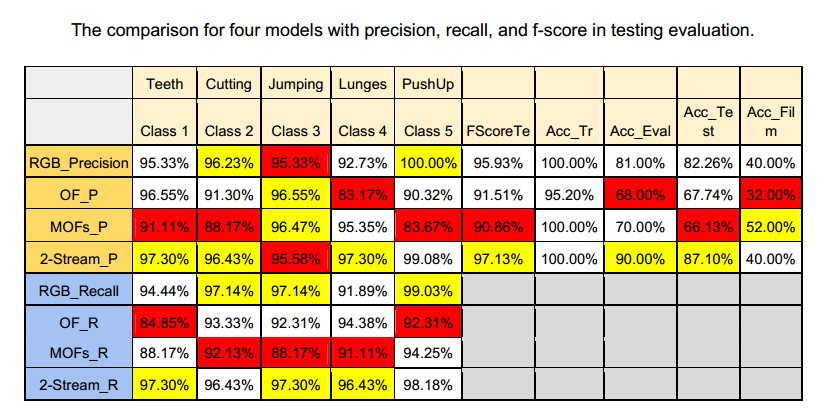 The comparison for four models with precision, recall, and f-score in testing evaluation.
Teeth Cutting Jumping Lunges PushUp
Class 1 Class 2 Class 3 Class 4 Class 5 FScoreTe Acc_Tr Acc_Eval Acc_Te st Acc_Fil m
RGB_Precision 95.33% 96.23% 95.33% 92.73% 100.00% 95.93% 100.00% 81.00% 82.26% 40.00%
OF_P 96.55% 91.30% 96.55% 83.17% 90.32% 91.51% 95.20% 68.00% 67.74% 32.00%
MOFs_P 91.11% 88.17% 96.47% 95.35% 83.67% 90.86% 100.00% 70.00% 66.13% 52.00%
2-Stream_P 97.30% 96.43% 95.58% 97.30% 99.08% 97.13% 100.00% 90.00% 87.10% 40.00%
RGB_Recall 94.44% 97.14% 97.14% 91.89% 99.03%
OF_R 84.85% 93.33% 92.31% 94.38% 92.31%
MOFs_R 88.17% 92.13% 88.17% 91.11% 94.25%
2-Stream_R 97.30% 96.43% 97.30% 96.43% 98.18%